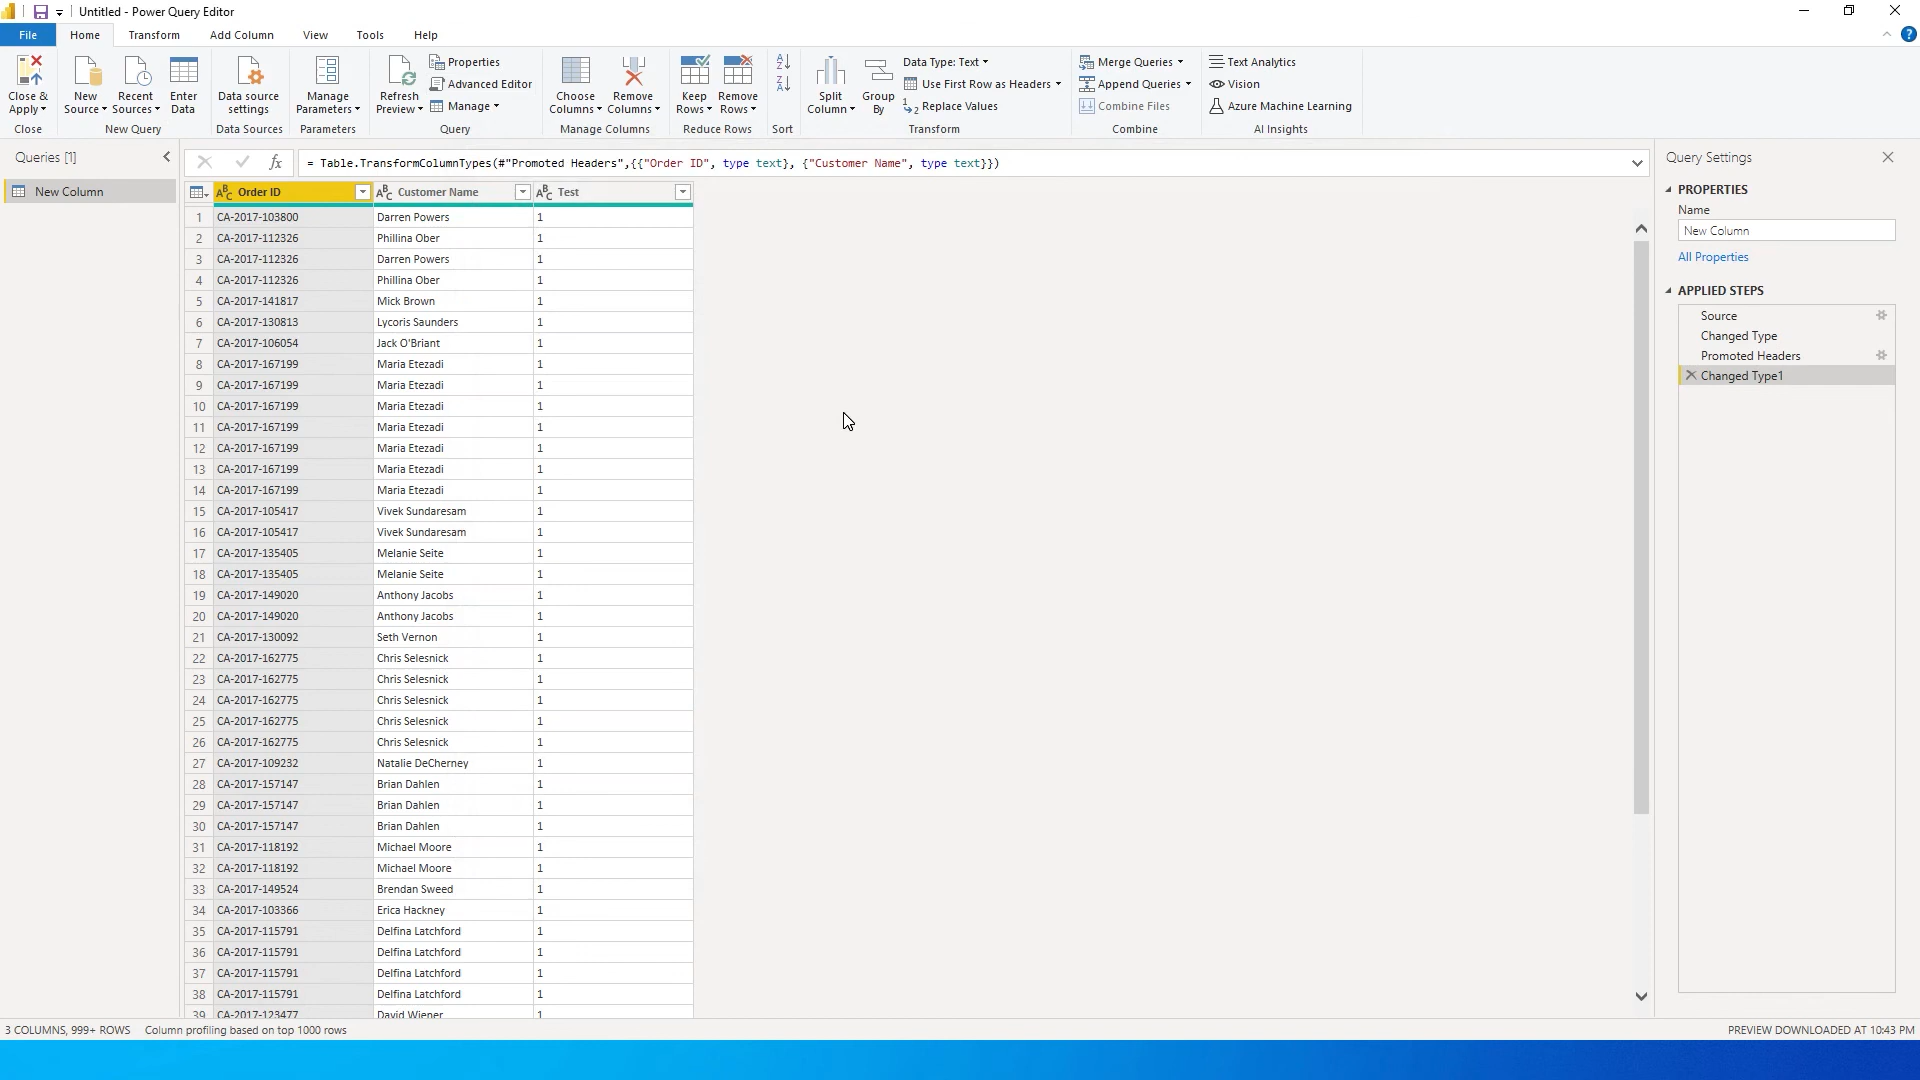 Untitled - Power Query Editor
File Home Transform Add Column View Tools Help
Close & Apply
New Source
Recent Sources
Enter Data
Data source settings
Manage Parameters
Refresh Preview
Properties
Advanced Editor
Manage
Choose Columns
Remove Columns
Keep Rows
Remove Rows
Split Column
Group By
Data Type: Text
Use First Row as Headers
Replace Values
Merge Queries
Append Queries
Combine Files
Text Analytics
Vision
Azure Machine Learning
Close New Query Data Sources Parameters Query Manage Columns Reduce Rows Sort Transform Combine AI Insights
Queries [1]
New Column
fx = Table.TransformColumnTypes(#"Promoted Headers",{{"Order ID", type text}, {"Customer Name", type text}})
Order ID Customer Name Test
1 CA-2017-103800 Darren Powers 1
2 CA-2017-112326 Phillina Ober 1
3 CA-2017-112326 Darren Powers 1
4 CA-2017-112326 Phillina Ober 1
5 CA-2017-141817 Mick Brown 1
6 CA-2017-130813 Lycoris Saunders 1
7 CA-2017-106054 Jack O'Briant 1
8 CA-2017-167199 Maria Etezadi 1
9 CA-2017-167199 Maria Etezadi 1
10 CA-2017-167199 Maria Etezadi 1
11 CA-2017-167199 Maria Etezadi 1
12 CA-2017-167199 Maria Etezadi 1
13 CA-2017-167199 Maria Etezadi 1
14 CA-2017-167199 Maria Etezadi 1
15 CA-2017-105417 Vivek Sundaresam 1
16 CA-2017-105417 Vivek Sundaresam 1
17 CA-2017-135405 Melanie Seite 1
18 CA-2017-135405 Melanie Seite 1
19 CA-2017-149020 Anthony Jacobs 1
20 CA-2017-149020 Anthony Jacobs 1
21 CA-2017-130092 Seth Vernon 1
22 CA-2017-162775 Chris Selesnick 1
23 CA-2017-162775 Chris Selesnick 1
24 CA-2017-162775 Chris Selesnick 1
25 CA-2017-162775 Chris Selesnick 1
26 CA-2017-162775 Chris Selesnick 1
27 CA-2017-109232 Natalie DeCherney 1
28 CA-2017-157147 Brian Dahlen 1
29 CA-2017-157147 Brian Dahlen 1
30 CA-2017-157147 Brian Dahlen 1
31 CA-2017-118192 Michael Moore 1
32 CA-2017-118192 Michael Moore 1
33 CA-2017-149524 Brendan Sweed 1
34 CA-2017-103366 Erica Hackney 1
35 CA-2017-115791 Delfina Latchford 1
36 CA-2017-115791 Delfina Latchford 1
37 CA-2017-115791 Delfina Latchford 1
38 CA-2017-115791 Delfina Latchford 1
39 CA-2017-123477 David Wiener 1
Query Settings
PROPERTIES
Name
New Column
All Properties
APPLIED STEPS
Source
Changed Type
Promoted Headers
Changed Type1
3 COLUMNS, 999+ ROWS Column profiling based on top 1000 rows
PREVIEW DOWNLOADED AT 10:43 PM